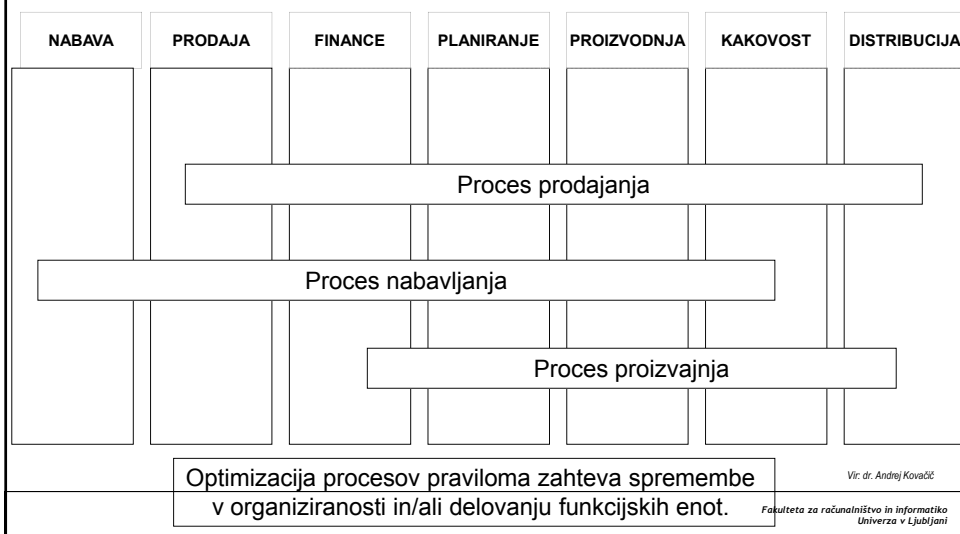 NABAVA PRODAJA FINANCE PLANIRANJE PROIZVODNJA KAKOVOST DISTRIBUCIJA
Proces prodajanja
Proces nabavljanja
Proces proizvajnja
Optimizacija procesov praviloma zahteva spremembe
v organiziranosti in/ali delovanju funkcijskih enot.
Vir: dr. Andrej Kovačič
Fakulteta za računalništvo in informatiko
Univerza v Ljubljani